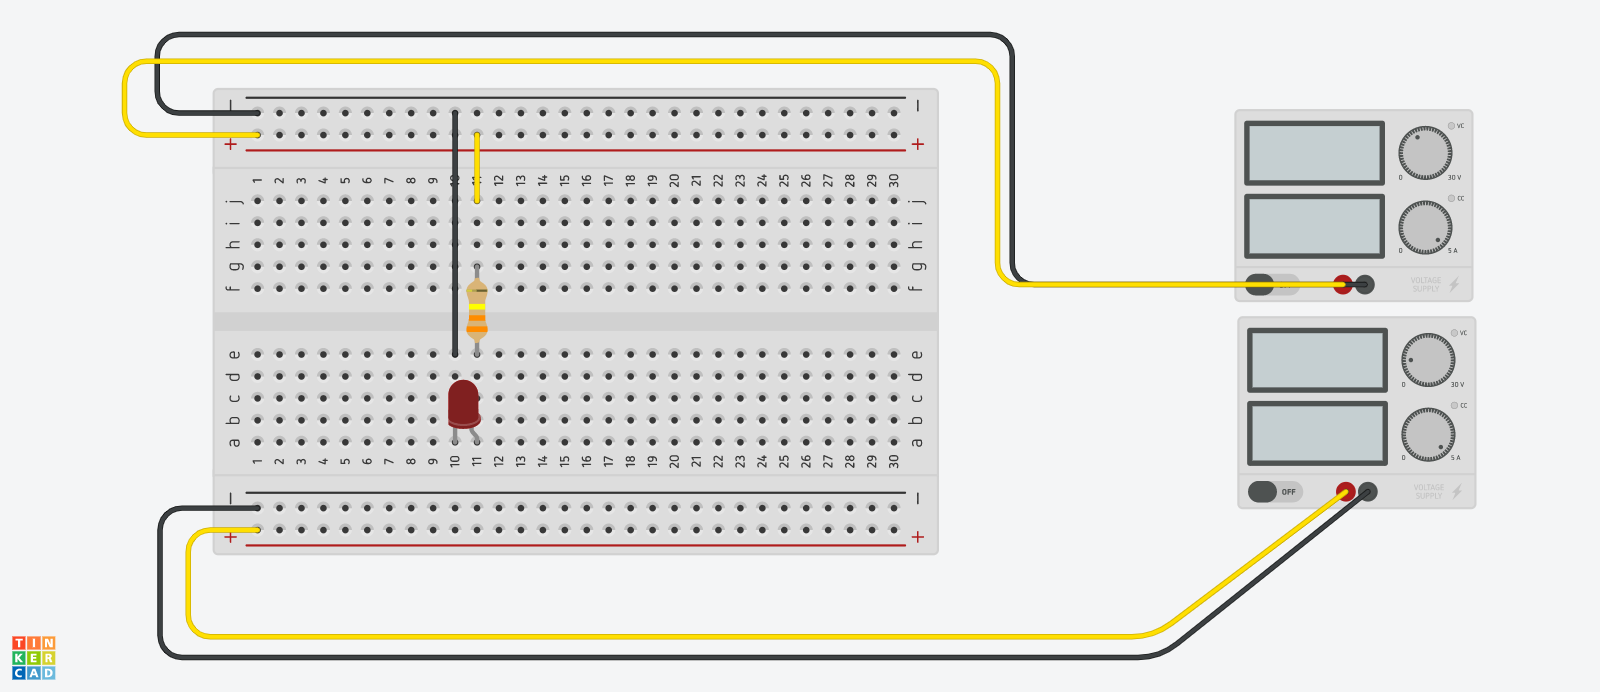 − −
+ +
1 2 3 4 5 6 7 8 9 10 11 12 13 14 15 16 17 18 19 20 21 22 23 24 25 26 27 28 29 30
j j
i i
h h
g g
f f
e e
d d
c c
b b
a a
1 2 3 4 5 6 7 8 9 10 11 12 13 14 15 16 17 18 19 20 21 22 23 24 25 26 27 28 29 30
− −
+ +
VC
0 30 V
CC
0 5 A
VOLTAGE
SUPPLY
VC
0 30 V
CC
0 5 A
OFF
VOLTAGE
SUPPLY
TIN
KER
CAD